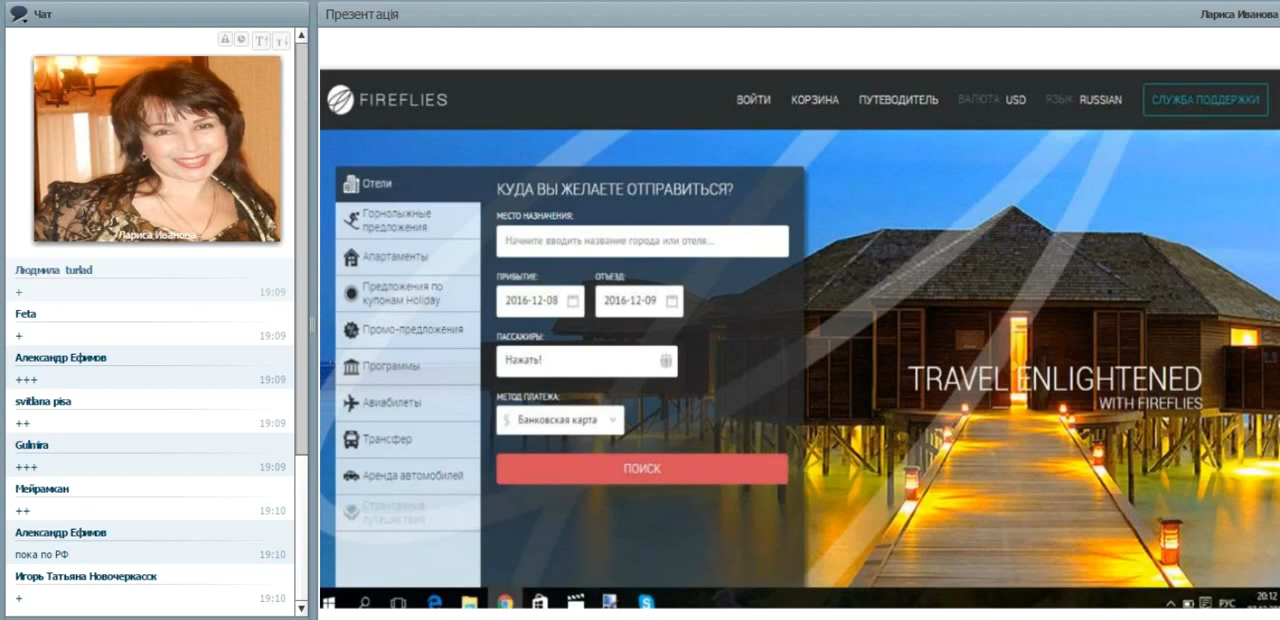 Чат
Лариса Иванова
Людмила turlad
+
19:09
Feta
+
19:09
Александр Ефимов
+++
19:09
svitlana pisa
++
19:09
Gulmira
+++
19:09
Мейрамкан
++
19:10
Александр Ефимов
пока по РФ
19:10
Игорь Татьяна Новочеркасск
+
19:10
Презентація
Лариса Иванова
FIREFLIES
ВОЙТИ
КОРЗИНА
ПУТЕВОДИТЕЛЬ
ВАЛЮТА USD
ЯЗЫК RUSSIAN
СЛУЖБА ПОДДЕРЖКИ
Отели
Горнолыжные
предложения
Апартаменты
Предложения по
купонам Holiday
Промо-предложения
Программы
Авиабилеты
Трансфер
Аренда автомобилей
Страхование
путешествия
КУДА ВЫ ЖЕЛАЕТЕ ОТПРАВИТЬСЯ?
МЕСТО НАЗНАЧЕНИЯ:
Начните вводить название города или отеля...
ПРИБЫТИЕ:
ОТЪЕЗД:
2016-12-08
2016-12-09
ПАССАЖИРЫ:
Нажать!
МЕТОД ПЛАТЕЖА:
$ Банковская карта
ПОИСК
TRAVEL ENLIGHTENED
WITH FIREFLIES
РУС
20:12